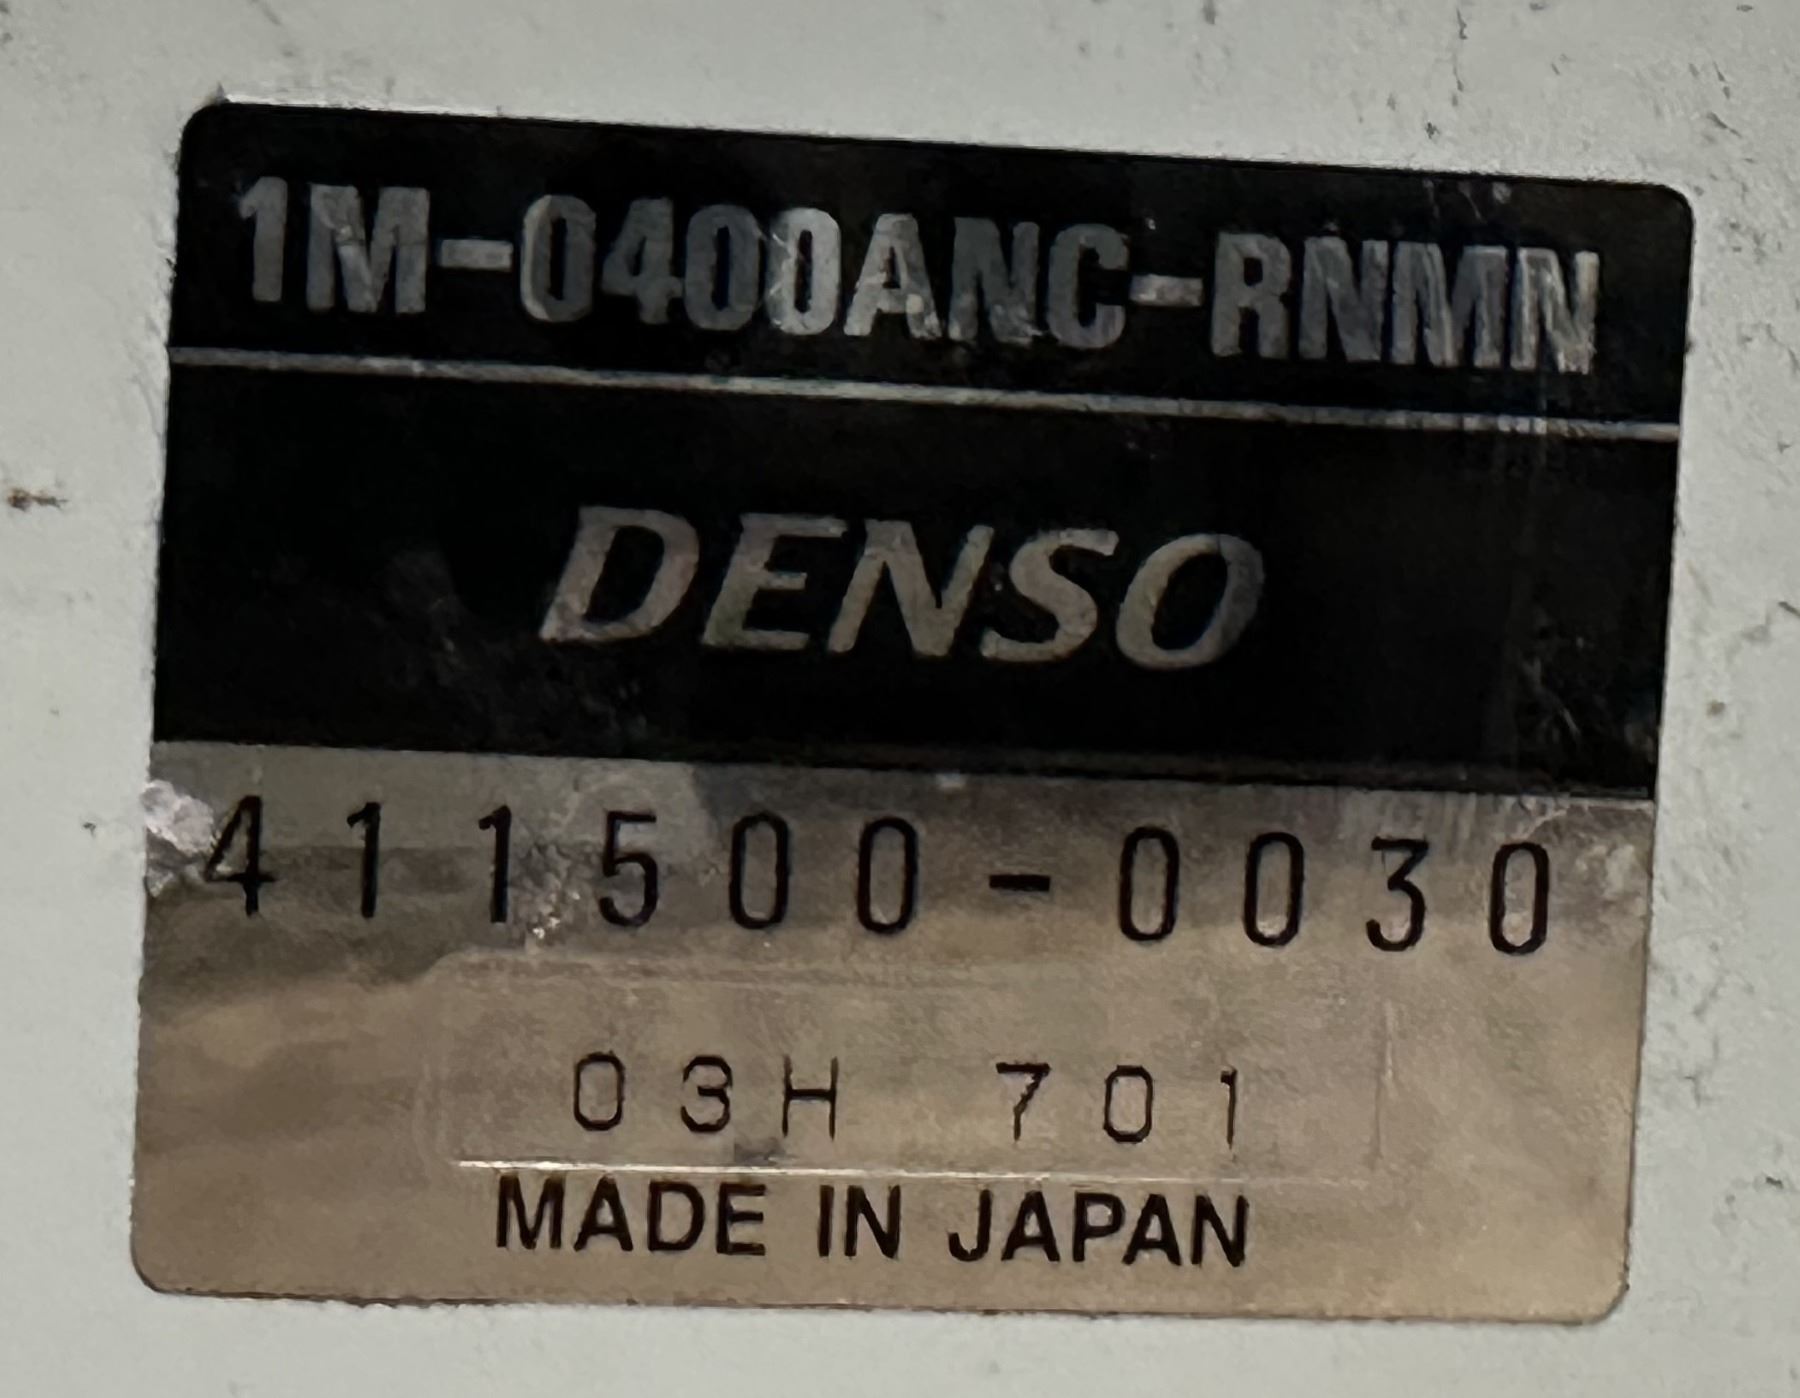 1M-0400ANC-RNMN
DENSO
411500-0030
03H 701
MADE IN JAPAN